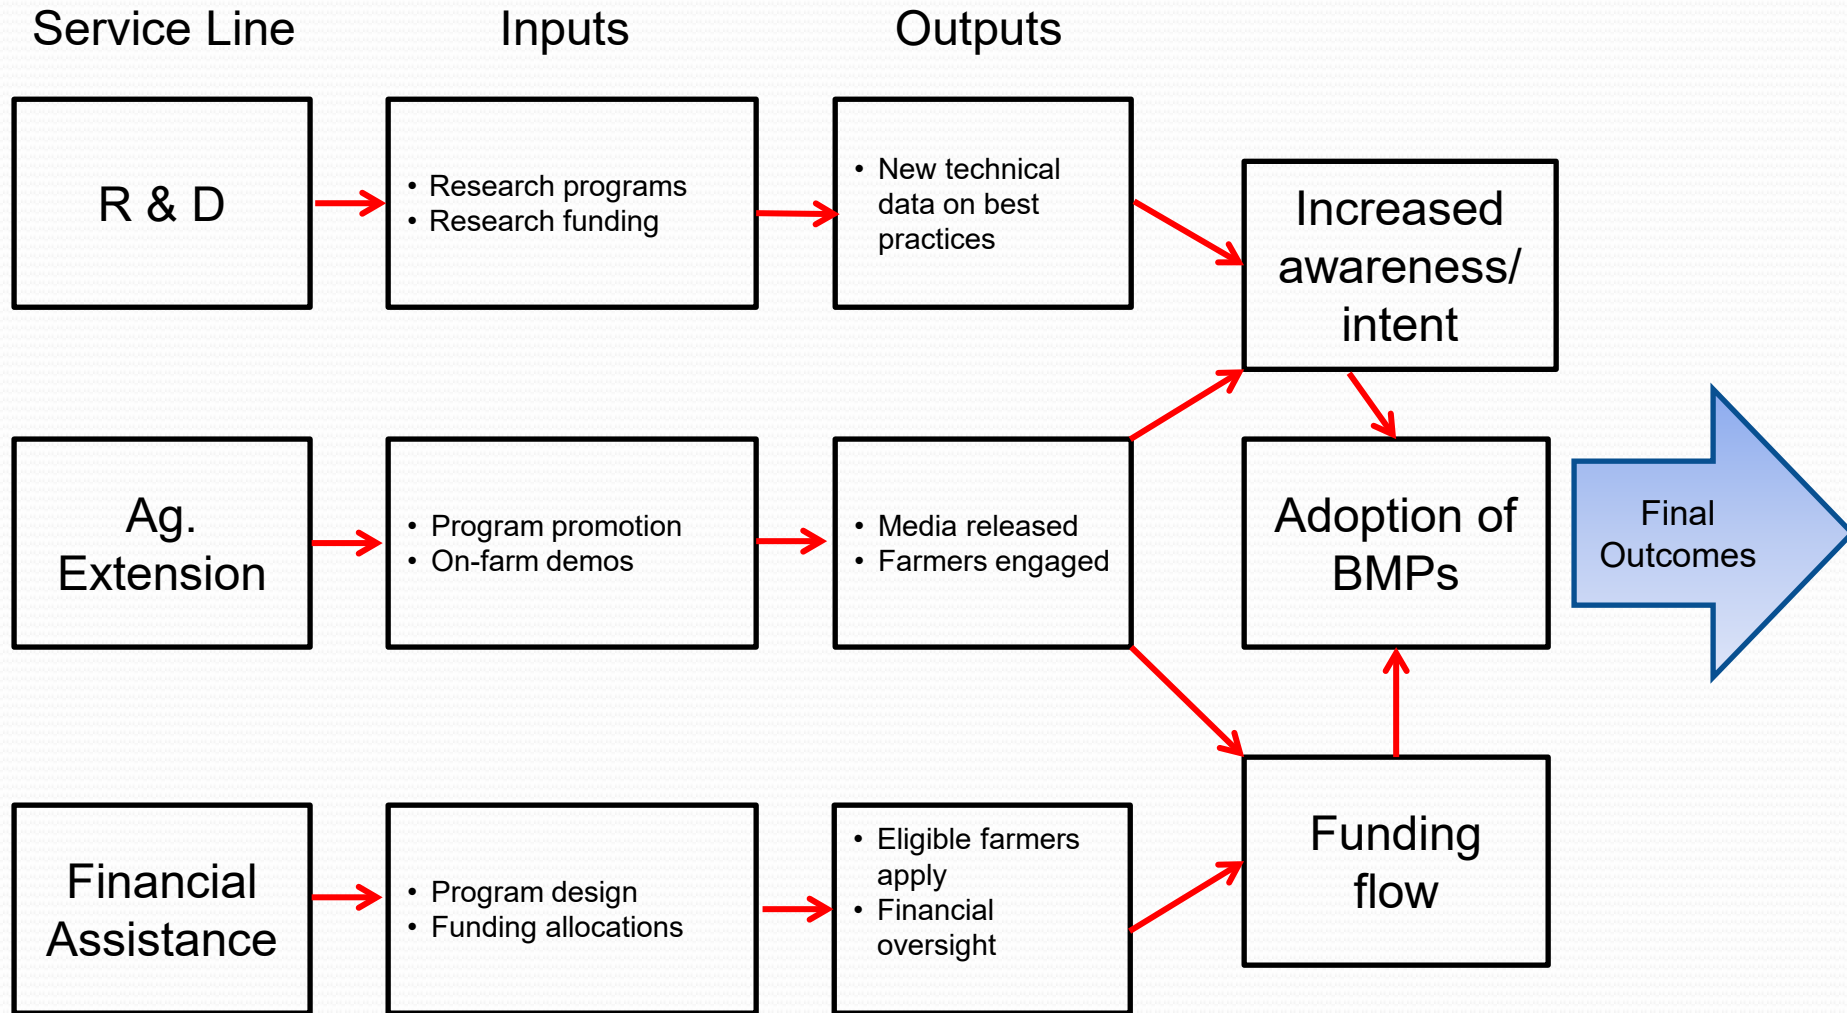 Service Line
Inputs
Outputs
R & D
• Research programs
• Research funding
• New technical
data on best
practices
Increased
awareness/
intent
Ag.
Extension
• Program promotion
• On-farm demos
• Media released
• Farmers engaged
Adoption of
BMPs
Final
Outcomes
Financial
Assistance
• Program design
• Funding allocations
• Eligible farmers
apply
• Financial
oversight
Funding
flow